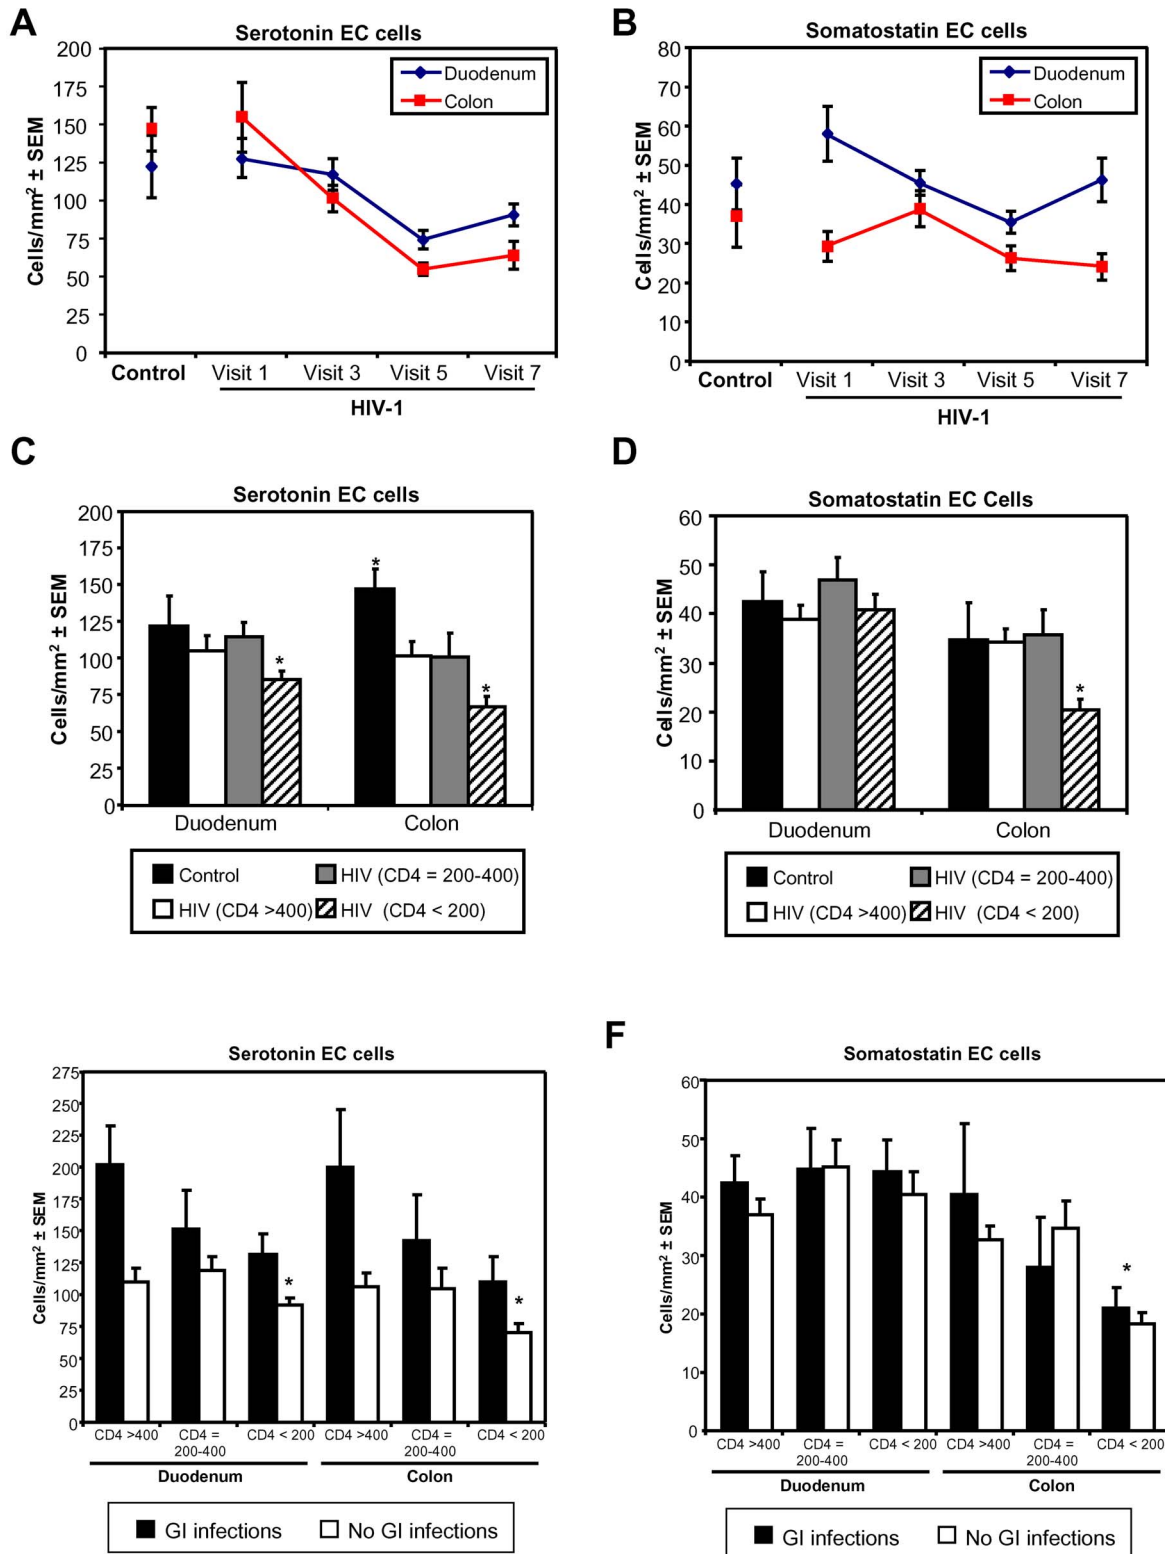 A
Serotonin EC cells
Cells/mm² ± SEM
200
175
150
125
100
75
50
25
0
Duodenum
Colon
Control
Visit 1
Visit 3
Visit 5
Visit 7
HIV-1
B
Somatostatin EC cells
Cells/mm² ± SEM
80
70
60
50
40
30
20
10
0
Duodenum
Colon
Control
Visit 1
Visit 3
Visit 5
Visit 7
HIV-1
C
Serotonin EC cells
Cells/mm² ± SEM
200
175
150
125
100
75
50
25
0
*
*
*
Duodenum
Colon
Control
HIV (CD4 = 200-400)
HIV (CD4 >400)
HIV (CD4 < 200)
D
Somatostatin EC Cells
Cells/mm² ± SEM
60
50
40
30
20
10
0
*
Duodenum
Colon
Control
HIV (CD4 = 200-400)
HIV (CD4 >400)
HIV (CD4 < 200)
Serotonin EC cells
Cells/mm² ± SEM
275
250
225
200
175
150
125
100
75
50
25
0
*
*
CD4 >400
CD4 =
200-400
CD4 < 200
CD4 >400
CD4 =
200-400
CD4 < 200
Duodenum
Colon
GI infections
No GI infections
F
Somatostatin EC cells
Cells/mm² ± SEM
60
50
40
30
20
10
0
*
CD4 >400
CD4 =
200-400
CD4 < 200
CD4 >400
CD4 =
200-400
CD4 < 200
Duodenum
Colon
GI infections
No GI infections